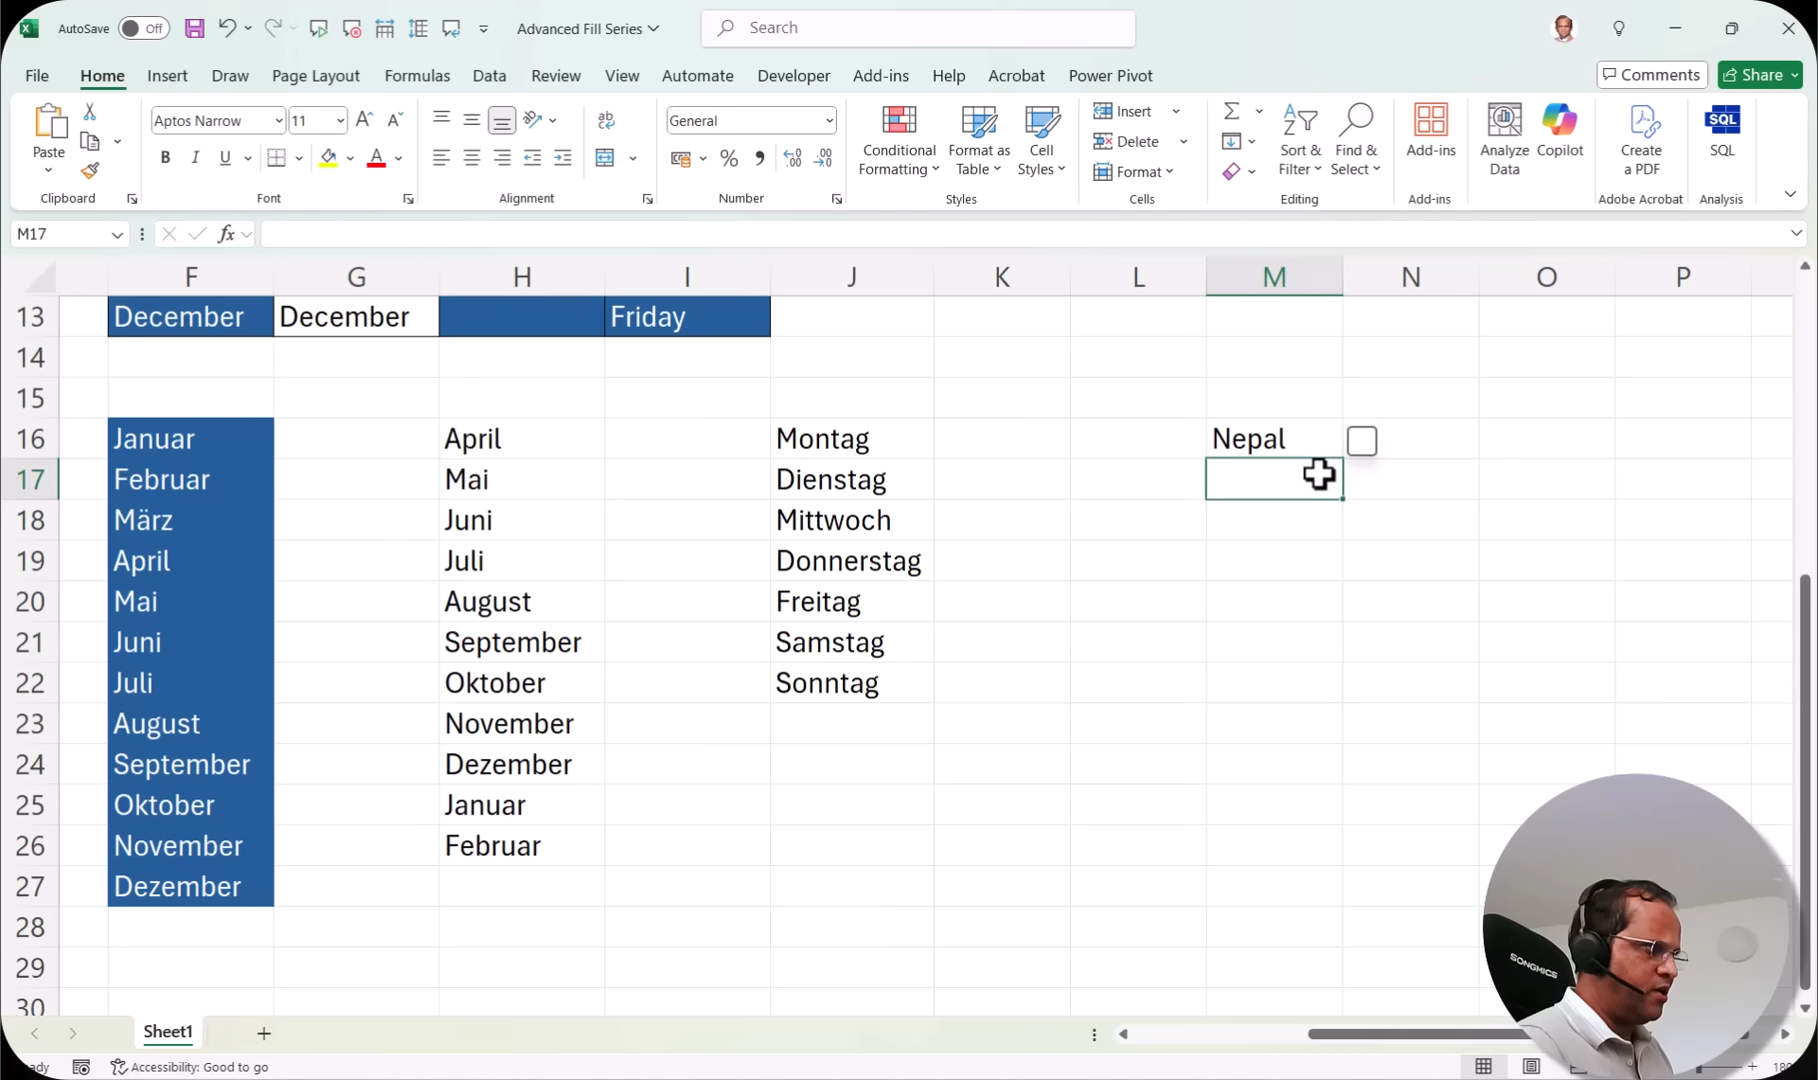 AutoSave Off Advanced Fill Series Search
File Home Insert Draw Page Layout Formulas Data Review View Automate Developer Add-ins Help Acrobat Power Pivot Comments Share
Aptos Narrow 11 General Insert
Paste B I U Conditional Formatting Format as Table Cell Styles Delete Sort & Filter Find & Select Add-ins Analyze Data Copilot Create a PDF SQL
Format
Clipboard Font Alignment Number Styles Cells Editing Add-ins Adobe Acrobat Analysis
M17 fx
F G H I J K L M N O P
13 December December Friday
14
15
16 Januar April Montag Nepal
17 Februar Mai Dienstag
18 März Juni Mittwoch
19 April Juli Donnerstag
20 Mai August Freitag
21 Juni September Samstag
22 Juli Oktober Sonntag
23 August November
24 September Dezember
25 Oktober Januar
26 November Februar
27 Dezember
28
29
30
SONGMICS
Sheet1
Accessibility: Good to go